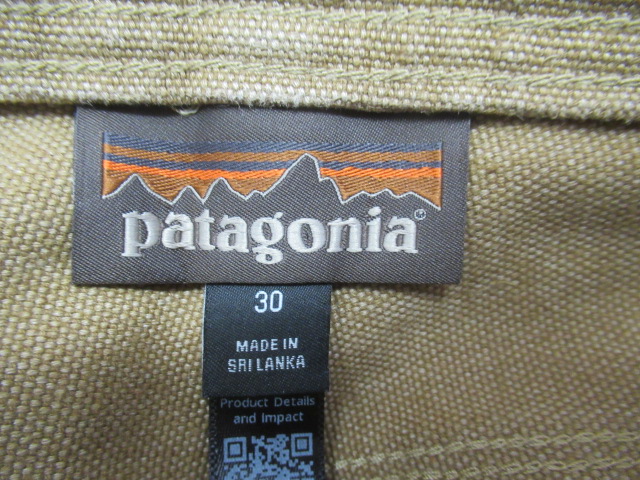 patagonia®
30
MADE IN
SRI LANKA
Product Details
and Impact